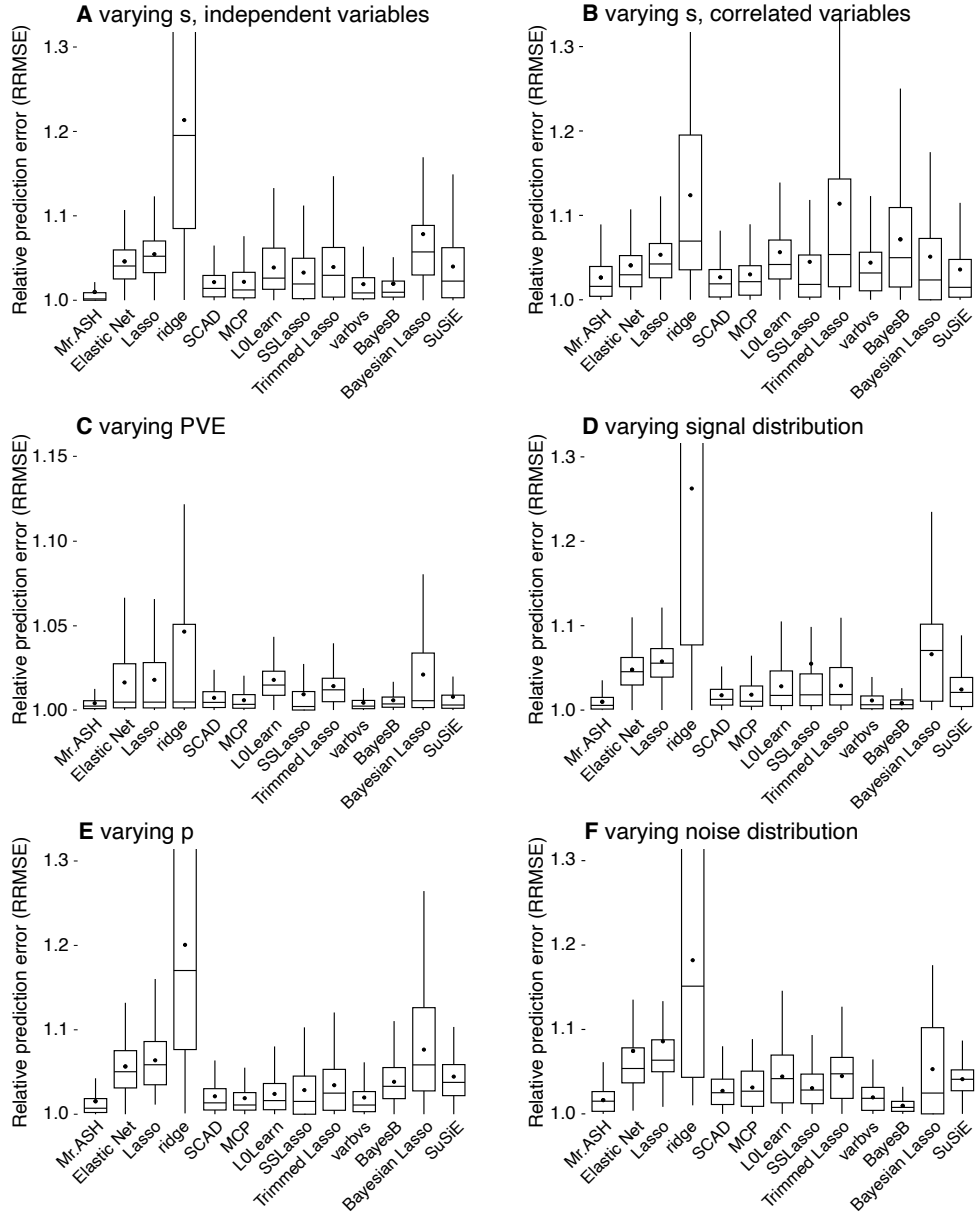 A varying s, independent variables
Relative prediction error (RRMSE)
1.3
1.2
1.1
1.0
Mr.ASH
Elastic Net
Lasso
ridge
SCAD
MCP
L0Learn
SSLasso
Trimmed Lasso
varbvs
BayesB
Bayesian Lasso
SuSiE
B varying s, correlated variables
Relative prediction error (RRMSE)
1.3
1.2
1.1
1.0
Mr.ASH
Elastic Net
Lasso
ridge
SCAD
MCP
L0Learn
SSLasso
Trimmed Lasso
varbvs
BayesB
Bayesian Lasso
SuSiE
C varying PVE
Relative prediction error (RRMSE)
1.15
1.10
1.05
1.00
Mr.ASH
Elastic Net
Lasso
ridge
SCAD
MCP
L0Learn
SSLasso
Trimmed Lasso
varbvs
BayesB
Bayesian Lasso
SuSiE
D varying signal distribution
Relative prediction error (RRMSE)
1.3
1.2
1.1
1.0
Mr.ASH
Elastic Net
Lasso
ridge
SCAD
MCP
L0Learn
SSLasso
Trimmed Lasso
varbvs
BayesB
Bayesian Lasso
SuSiE
E varying p
Relative prediction error (RRMSE)
1.3
1.2
1.1
1.0
Mr.ASH
Elastic Net
Lasso
ridge
SCAD
MCP
L0Learn
SSLasso
Trimmed Lasso
varbvs
BayesB
Bayesian Lasso
SuSiE
F varying noise distribution
Relative prediction error (RRMSE)
1.3
1.2
1.1
1.0
Mr.ASH
Elastic Net
Lasso
ridge
SCAD
MCP
L0Learn
SSLasso
Trimmed Lasso
varbvs
BayesB
Bayesian Lasso
SuSiE